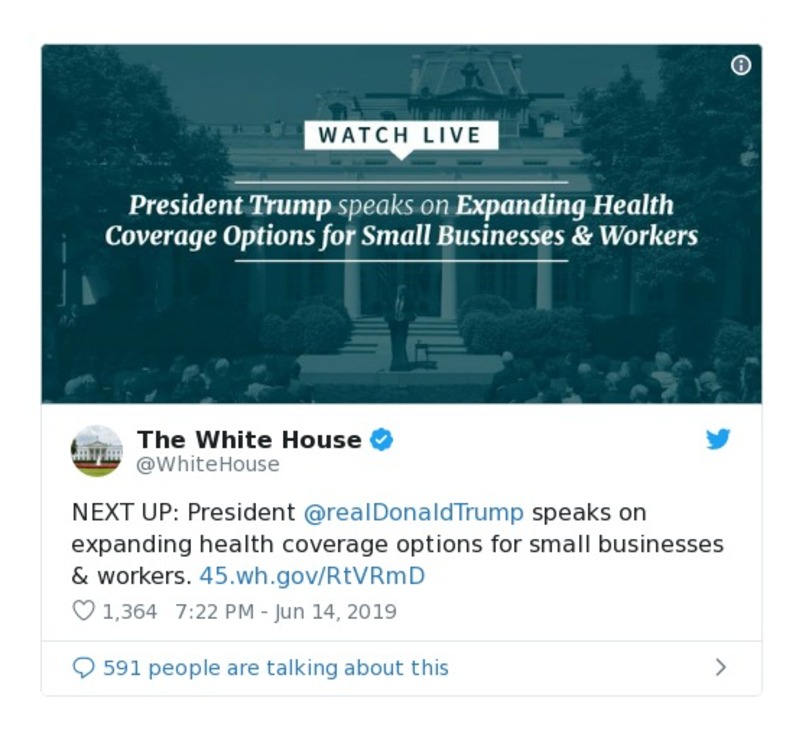 WATCH LIVE
President Trump speaks on Expanding Health
Coverage Options for Small Businesses & Workers
The White House
@WhiteHouse
NEXT UP: President @realDonaldTrump speaks on
expanding health coverage options for small businesses
& workers. 45.wh.gov/RtVRmD
1,364 7:22 PM - Jun 14, 2019
591 people are talking about this